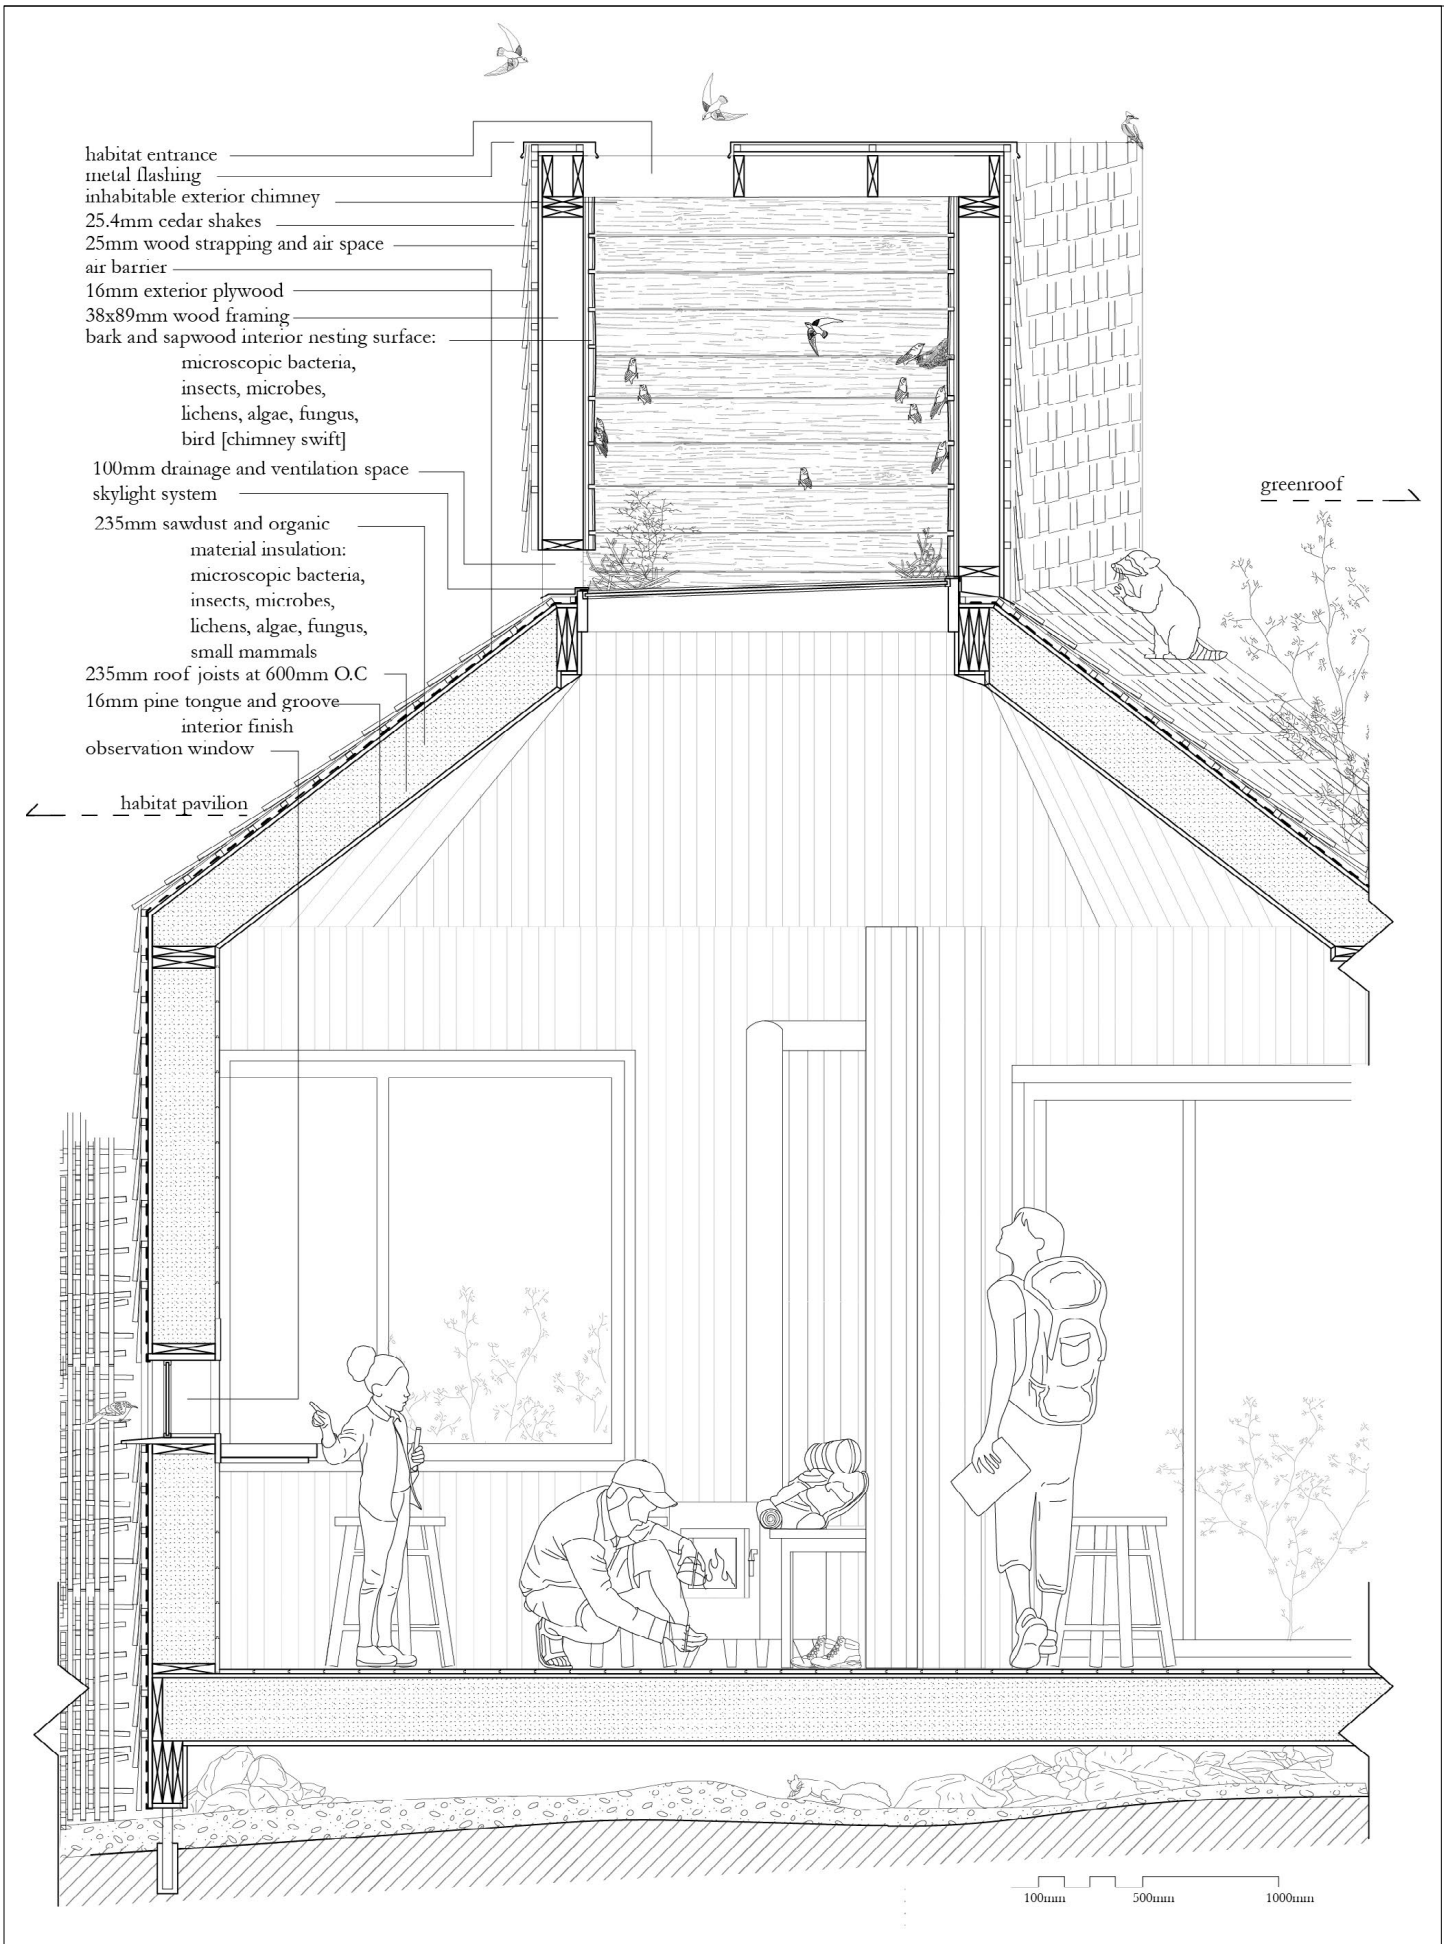 habitat entrance
metal flashing
inhabitable exterior chimney
25.4mm cedar shakes
25mm wood strapping and air space
air barrier
16mm exterior plywood
38x89mm wood framing
bark and sapwood interior nesting surface:
microscopic bacteria,
insects, microbes,
lichens, algae, fungus,
bird [chimney swift]
100mm drainage and ventilation space
skylight system
235mm sawdust and organic
material insulation:
microscopic bacteria,
insects, microbes,
lichens, algae, fungus,
small mammals
235mm roof joists at 600mm O.C
16mm pine tongue and groove
interior finish
observation window
habitat pavilion
greenroof
100mm 500mm 1000mm